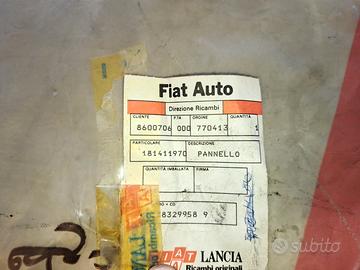 Fiat Auto
Direzione Ricambi
CLIENTE P.TA ORDINE QUANTITÀ
8600706 000 770413 1
PARTICOLARE DESCRIZIONE
181411970 PANNELLO
QUANTITÀ IMBALLATA FIRMA
8329958 9
FIAT LANCIA
Ricambi originali
subito